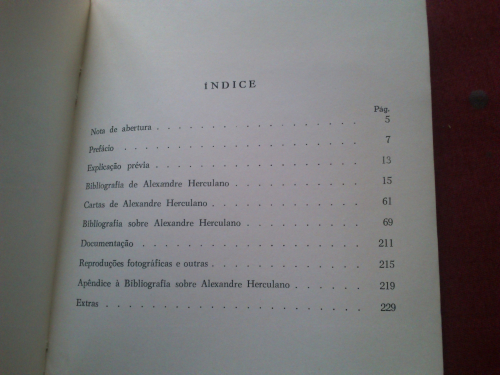 ÍNDICE
Pág.
Nota de abertura . . . . . . . . . . . . . . . . . 5
Prefácio . . . . . . . . . . . . . . . . . . . 7
Explicação prévia . . . . . . . . . . . . . . . . . 13
Bibliografia de Alexandre Herculano . . . . . . . . . . . 15
Cartas de Alexandre Herculano . . . . . . . . . . . . 61
Bibliografia sobre Alexandre Herculano . . . . . . . . . . 69
Documentação . . . . . . . . . . . . . . . . . . 211
Reproduções fotográficas e outras . . . . . . . . . . . . 215
Apêndice à Bibliografia sobre Alexandre Herculano . . . . . . . 219
Extras . . . . . . . . . . . . . . . . . . . . 229